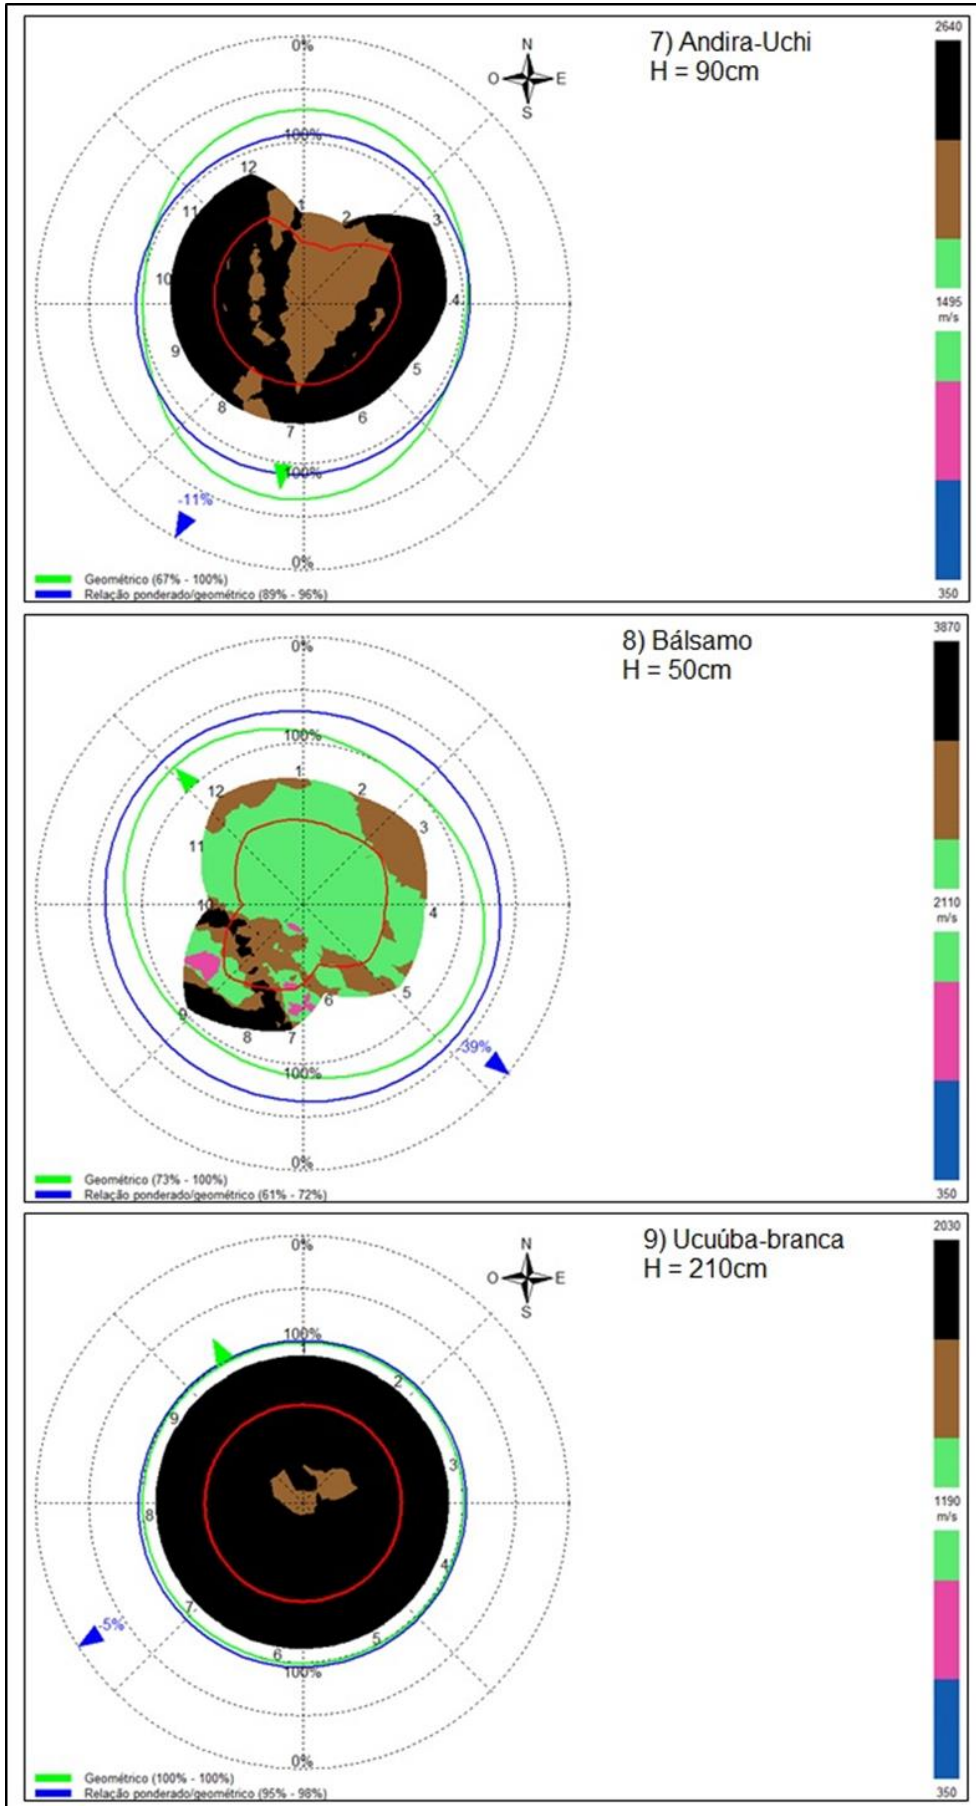 7) Andira-Uchi
H = 90cm
N
O
E
S
0%
100%
12
1
2
11
3
10
4
9
5
8
6
7
100%
-11%
0%
Geométrico (67% - 100%)
Relação ponderado/geométrico (89% - 96%)
2640
1495
m/s
350
8) Bálsamo
H = 50cm
0%
100%
1
12
2
3
11
10
4
5
6
9
8
7
-39%
100%
0%
Geométrico (73% - 100%)
Relação ponderado/geométrico (61% - 72%)
3870
2110
m/s
350
9) Ucuúba-branca
H = 210cm
N
O
E
S
0%
100%
1
2
9
3
8
4
7
5
6
100%
-5%
0%
Geométrico (100% - 100%)
Relação ponderado/geométrico (95% - 98%)
2030
1190
m/s
350